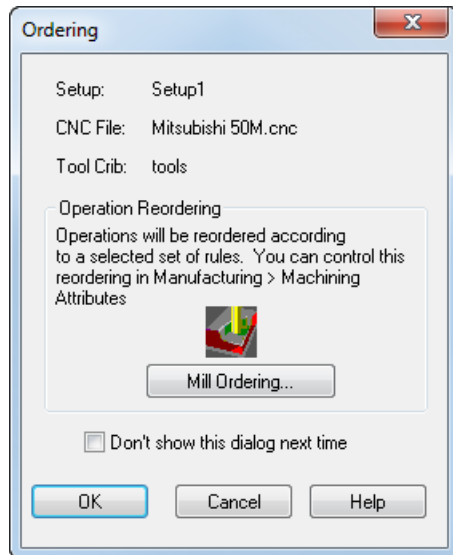 Ordering
Setup: Setup1
CNC File: Mitsubishi 50M.cnc
Tool Crib: tools
Operation Reordering
Operations will be reordered according
to a selected set of rules. You can control this
reordering in Manufacturing > Machining
Attributes
Mill Ordering...
Don't show this dialog next time
OK Cancel Help